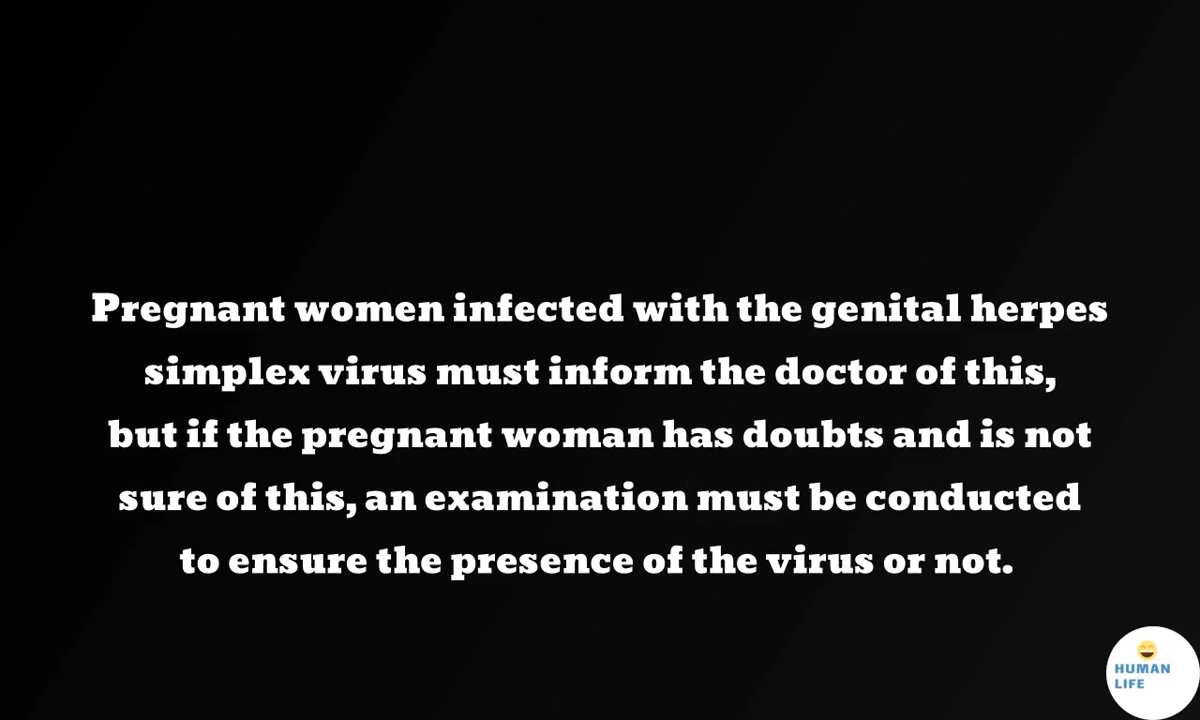 Pregnant women infected with the genital herpes
simplex virus must inform the doctor of this,
but if the pregnant woman has doubts and is not
sure of this, an examination must be conducted
to ensure the presence of the virus or not.
HUMAN
LIFE